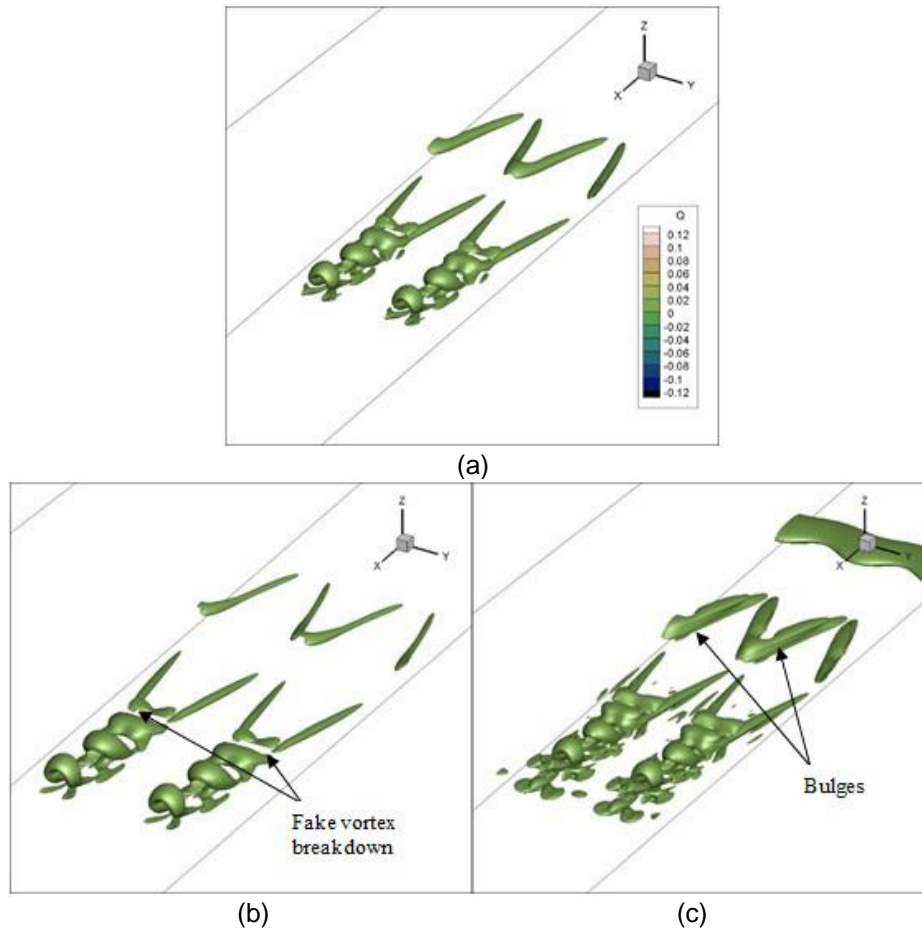 Z
X
Y
Q
0.12
0.1
0.08
0.06
0.04
0.02
0
-0.02
-0.04
-0.06
-0.08
-0.1
-0.12
(a)
Z
X
Y
Fake vortex
breakdown
(b)
Z
X
Y
Bulges
(c)